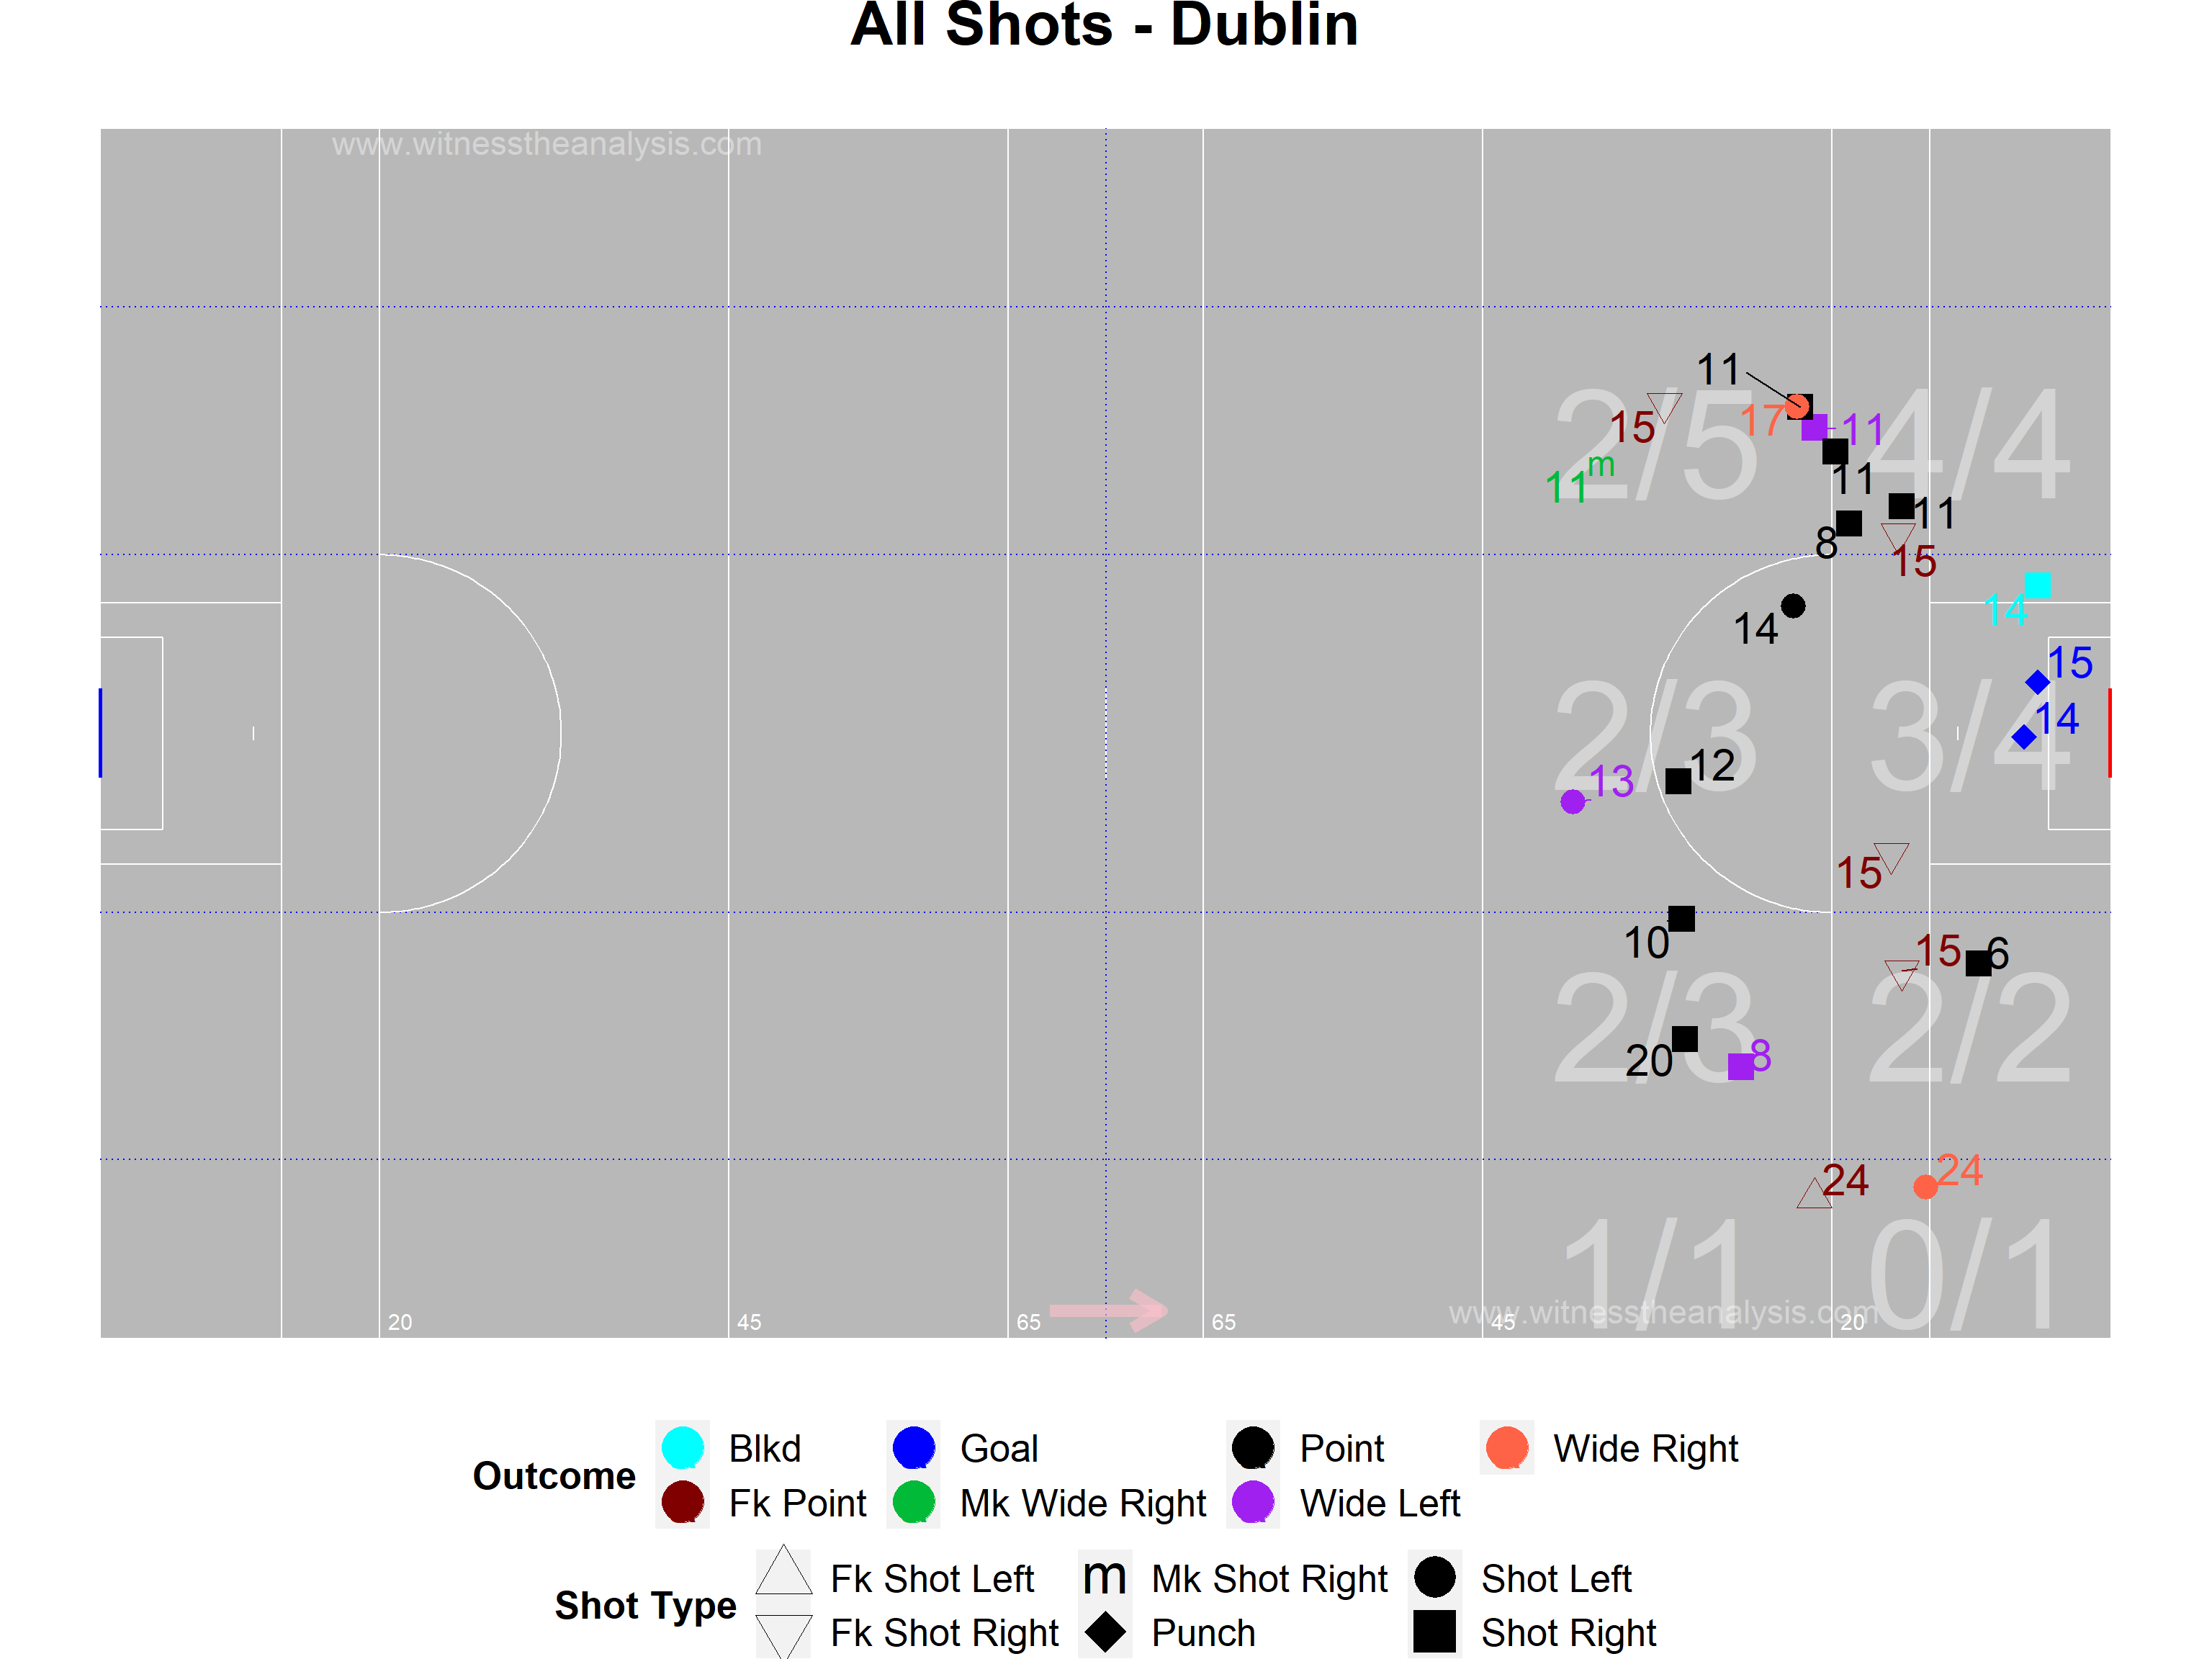 All Shots - Dublin
www.witnesstheanalysis.com
11
2/5
4/4
15
17
11
11
m
11
11
8
15
14
14
15
14
2/3
3/4
12
13
15
10
15
6
2/3
2/2
20
8
24
24
1/1
0/1
www.witnesstheanalysis.com
20
45
65
65
45
20
Outcome
Blkd
Goal
Point
Wide Right
Fk Point
Mk Wide Right
Wide Left
Shot Type
Fk Shot Left
m
Mk Shot Right
Shot Left
Fk Shot Right
Punch
Shot Right